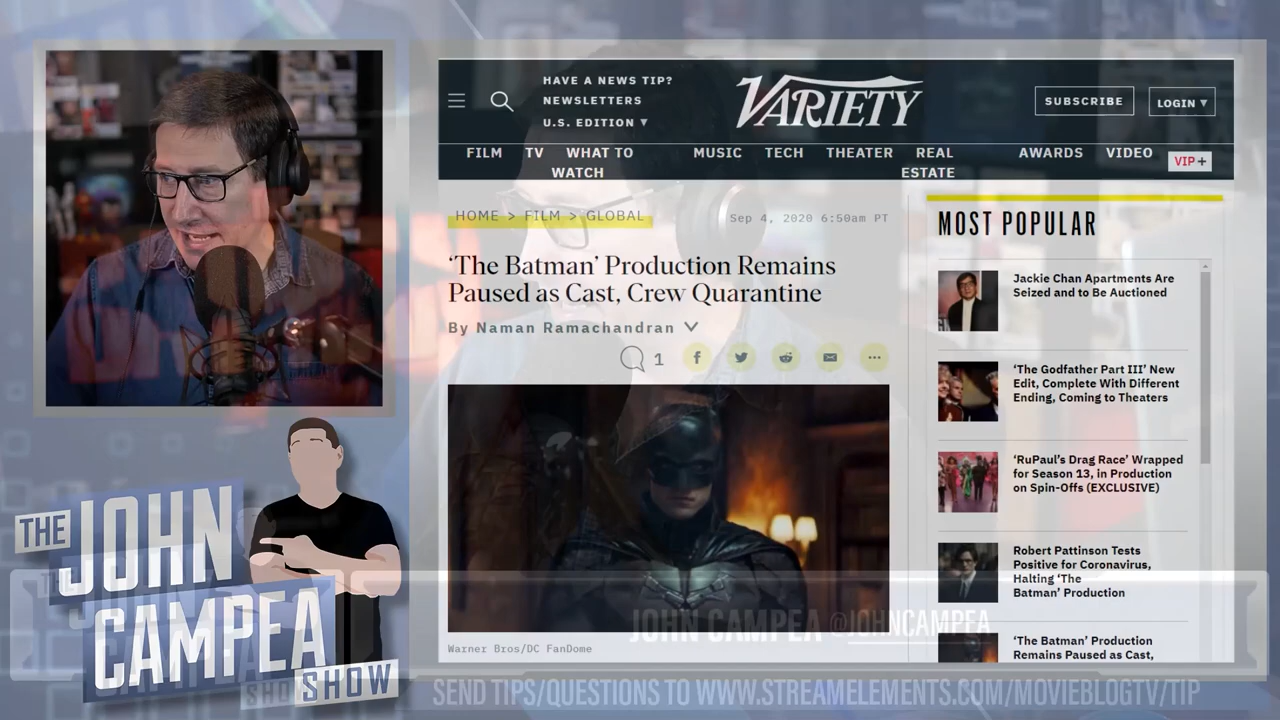 HAVE A NEWS TIP?
NEWSLETTERS
U.S. EDITION ▼
VARIETY
SUBSCRIBE
LOGIN ▼
FILM TV WHAT TO WATCH MUSIC TECH THEATER REAL ESTATE AWARDS VIDEO VIP+
HOME > FILM > GLOBAL
Sep 4, 2020 6:50am PT
‘The Batman’ Production Remains
Paused as Cast, Crew Quarantine
By Naman Ramachandran
1
Warner Bros/DC FanDome
MOST POPULAR
Jackie Chan Apartments Are
Seized and to Be Auctioned
‘The Godfather Part III’ New
Edit, Complete With Different
Ending, Coming to Theaters
‘RuPaul’s Drag Race’ Wrapped
for Season 13, in Production
on Spin-Offs (EXCLUSIVE)
Robert Pattinson Tests
Positive for Coronavirus,
Halting ‘The
Batman’ Production
‘The Batman’ Production
Remains Paused as Cast,
THE
JOHN
CAMPEA
SHOW
JOHN CAMPEA @JOHNCAMPEA
SEND TIPS/QUESTIONS TO WWW.STREAMELEMENTS.COM/MOVIEBLOGTV/TIP